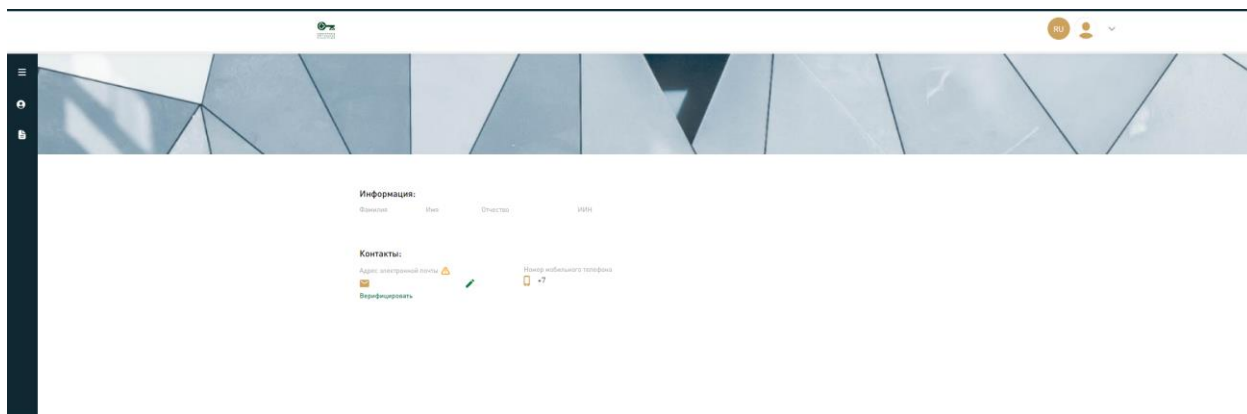 RU
Информация:
Фамилия Имя Отчество ИИН
Контакты:
Адрес электронной почты Номер мобильного телефона
+7
Верифицировать